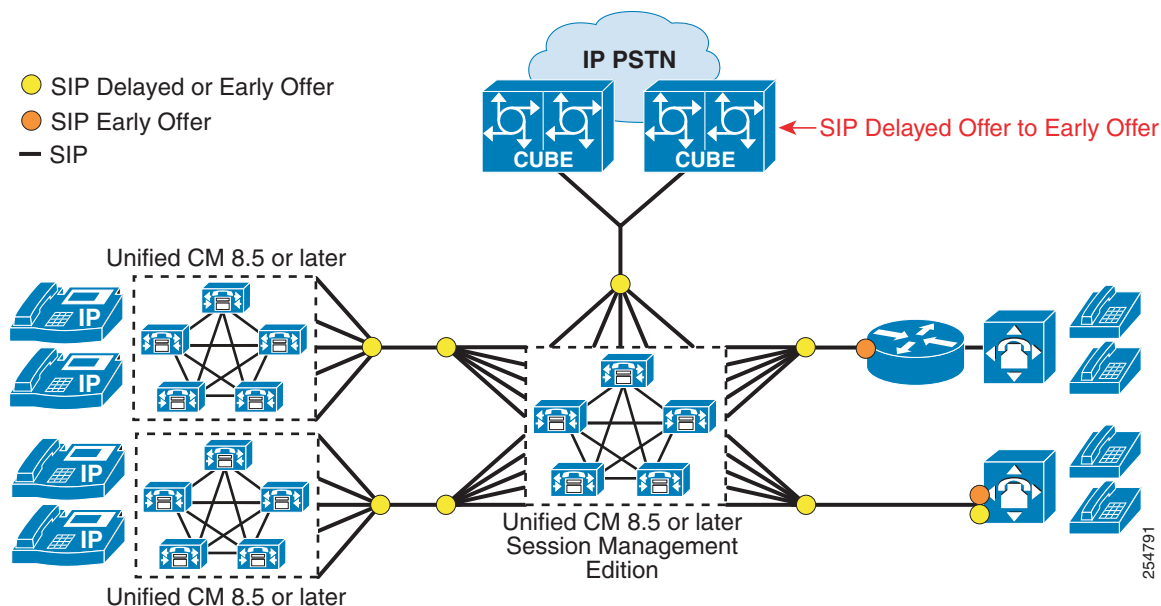 IP PSTN
SIP Delayed or Early Offer
SIP Early Offer
SIP
CUBE
CUBE
SIP Delayed Offer to Early Offer
Unified CM 8.5 or later
IP
IP
IP
IP
Unified CM 8.5 or later
Unified CM 8.5 or later
Session Management
Edition
254791